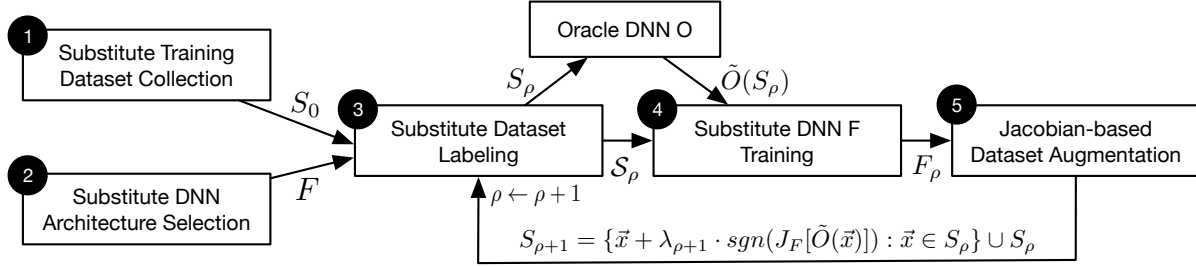 1
Substitute Training
Dataset Collection
2
Substitute DNN
Architecture Selection
S_0
F
3
Substitute Dataset
Labeling
S_ρ
Oracle DNN O
Õ(S_ρ)
𝒮_ρ
4
Substitute DNN F
Training
F_ρ
5
Jacobian-based
Dataset Augmentation
ρ ← ρ + 1
S_{ρ+1} = {x⃗ + λ_{ρ+1} · sgn(J_F[Õ(x⃗)]) : x⃗ ∈ S_ρ} ∪ S_ρ